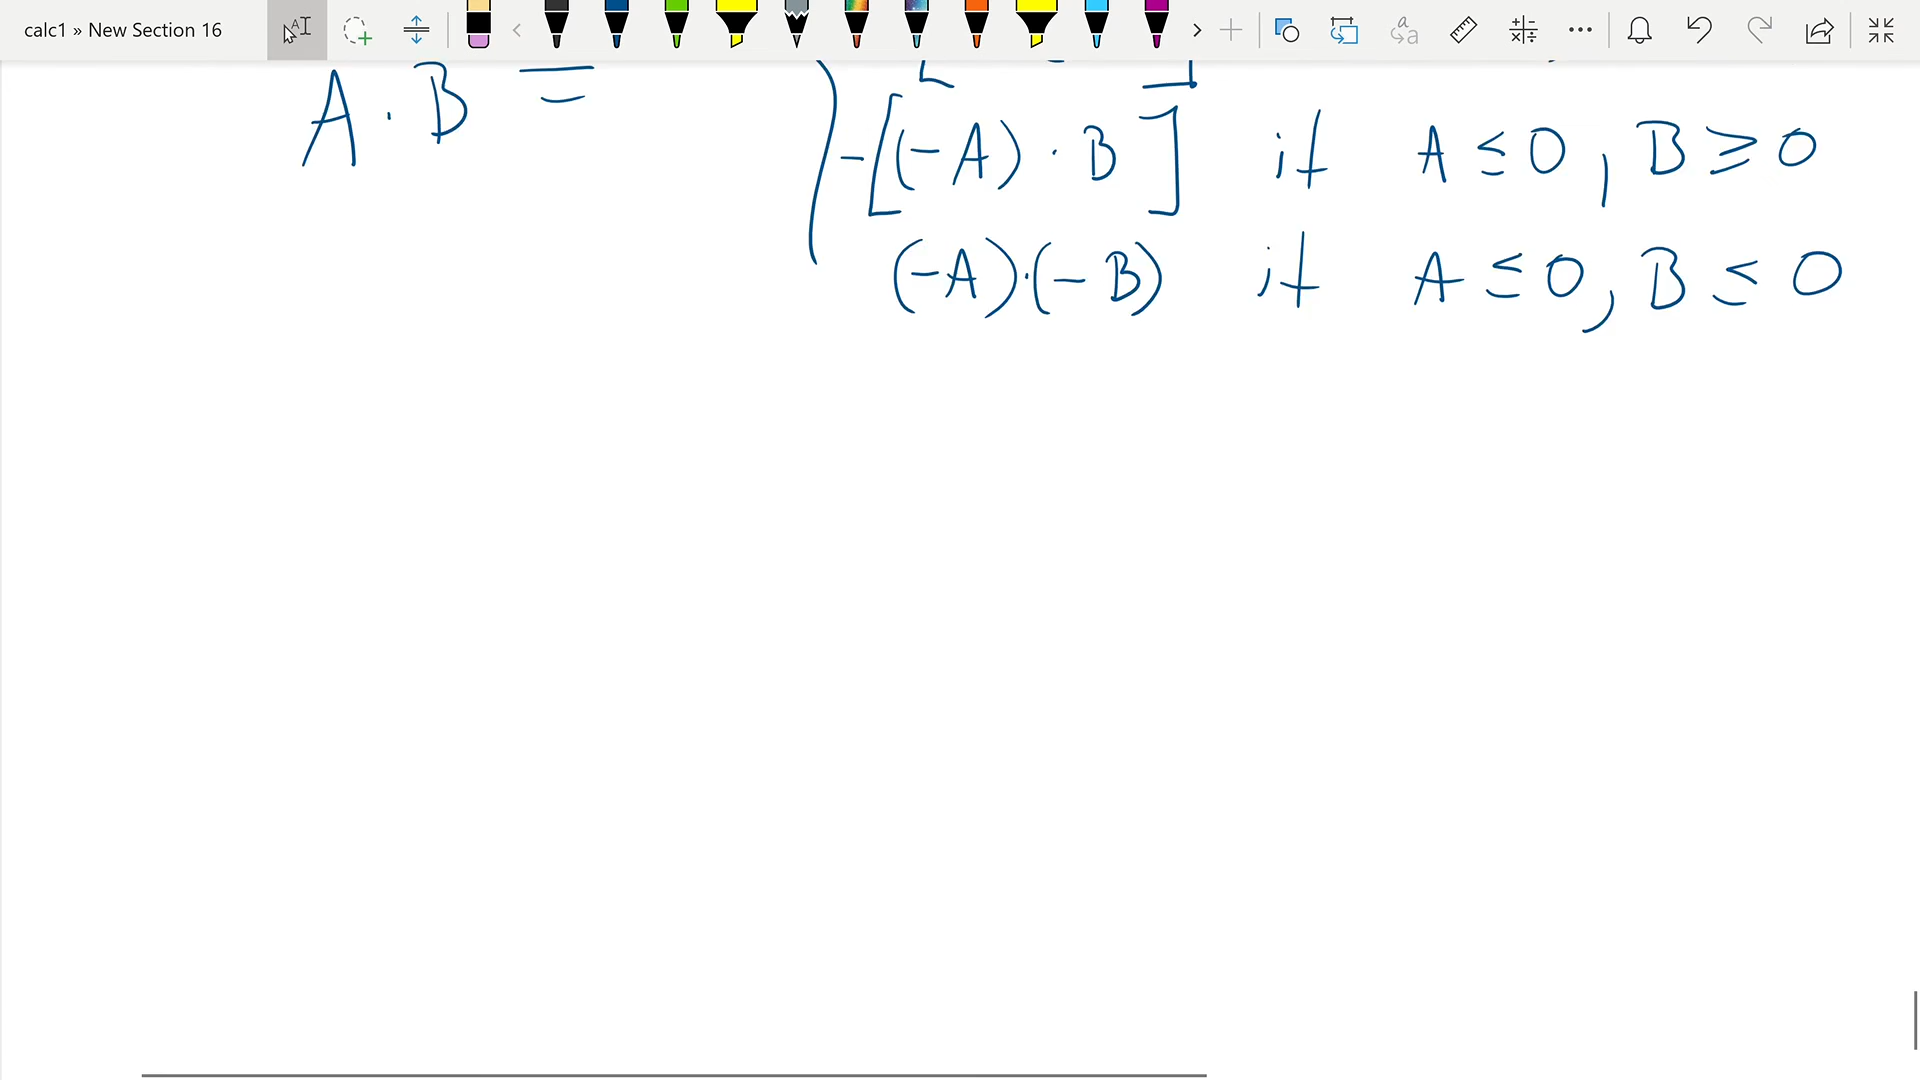 calc1 » New Section 16
A · B =
-[(-A) · B] if A ≤ 0, B ≥ 0
(-A)·(-B) if A ≤ 0, B ≤ 0